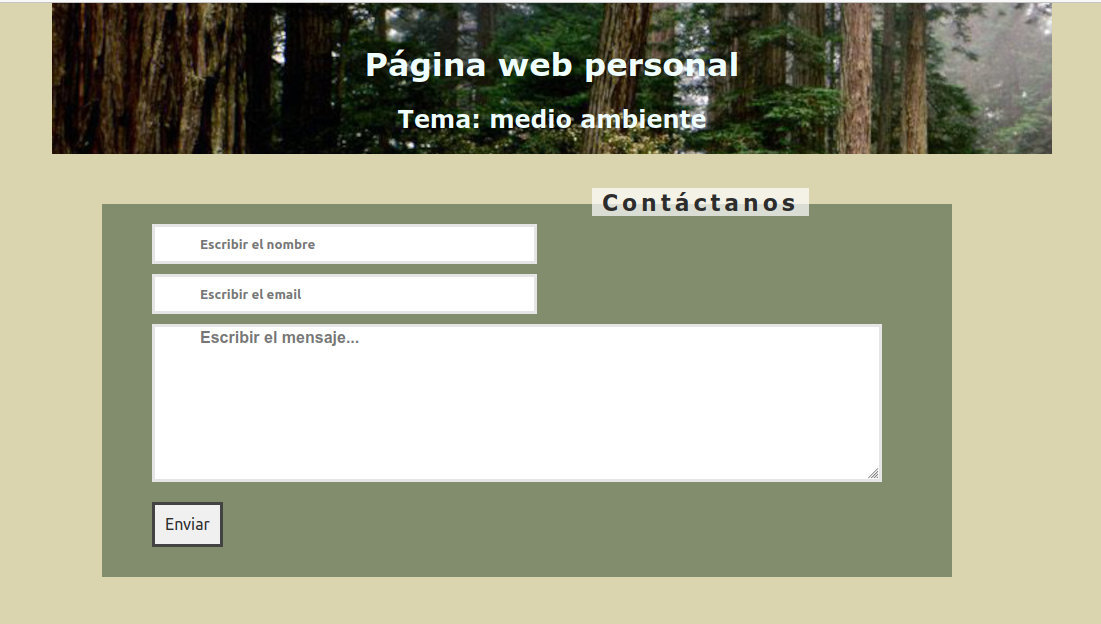 Página web personal
Tema: medio ambiente
Contáctanos
Escribir el nombre
Escribir el email
Escribir el mensaje...
Enviar